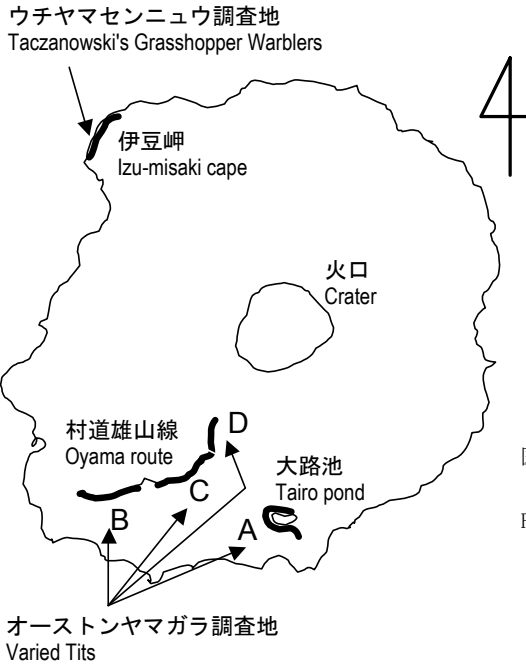 ウチヤマセンニュウ調査地
Taczanowski's Grasshopper Warblers
伊豆岬
Izu-misaki cape
火口
Crater
村道雄山線
Oyama route
D
大路池
Tairo pond
C
B
A
オーストンヤマガラ調査地
Varied Tits